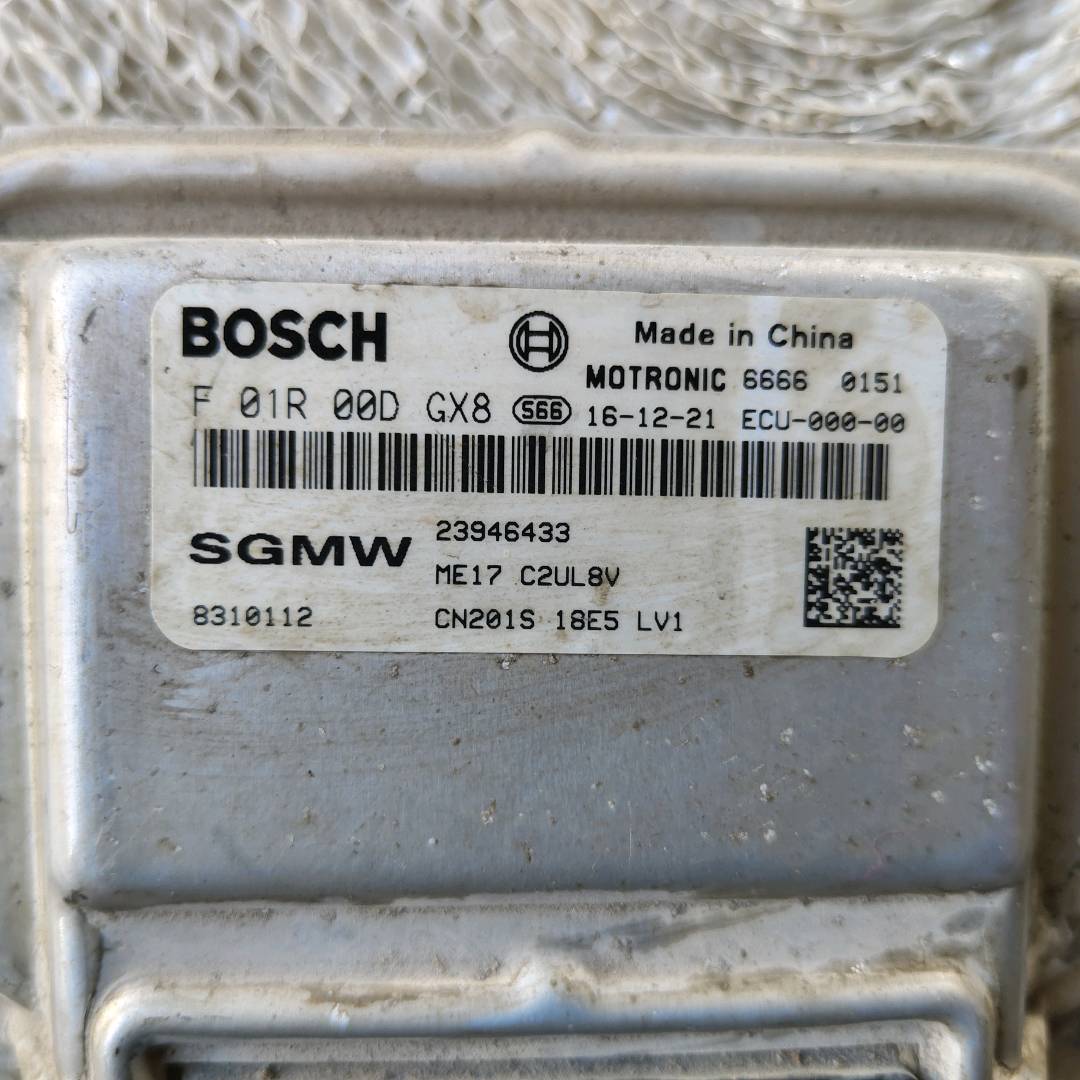 BOSCH
Made in China
MOTRONIC 6666 0151
F 01R 00D GX8 S66 16-12-21 ECU-000-00
SGMW 23946433
ME17 C2UL8V
8310112 CN201S 18E5 LV1